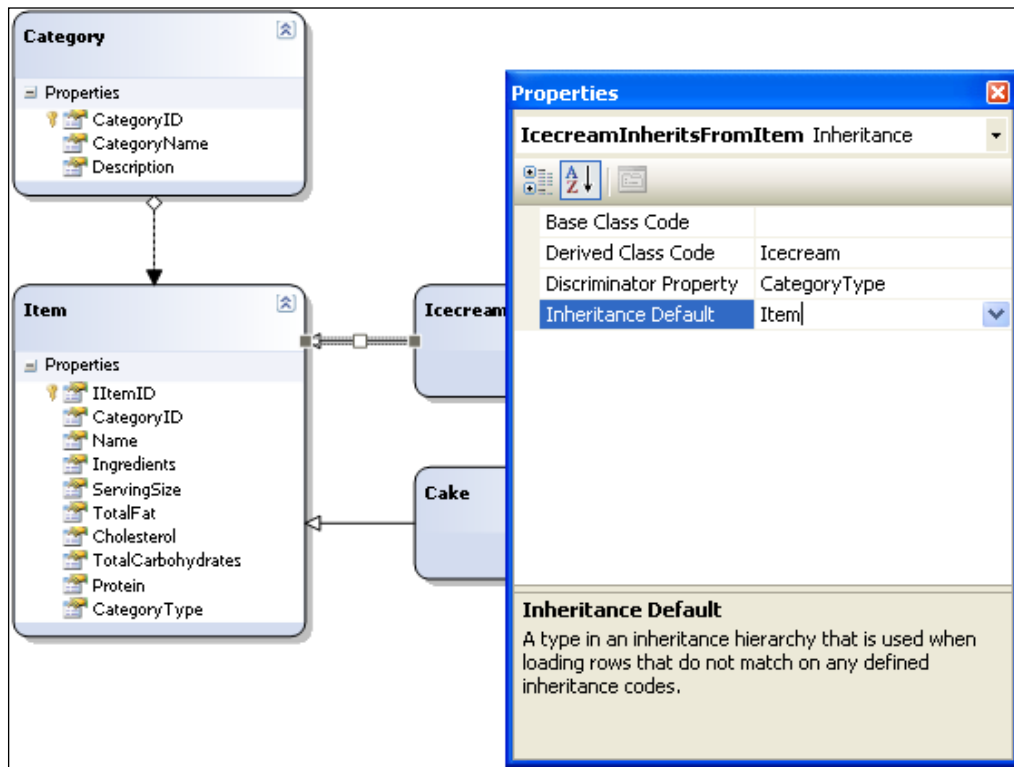 Category
Properties
CategoryID
CategoryName
Description
Item
Properties
IItemID
CategoryID
Name
Ingredients
ServingSize
TotalFat
Cholesterol
TotalCarbohydrates
Protein
CategoryType
Icecream
Cake
Properties
IcecreamInheritsFromItem Inheritance
Base Class Code
Derived Class Code Icecream
Discriminator Property CategoryType
Inheritance Default Item
Inheritance Default
A type in an inheritance hierarchy that is used when
loading rows that do not match on any defined
inheritance codes.